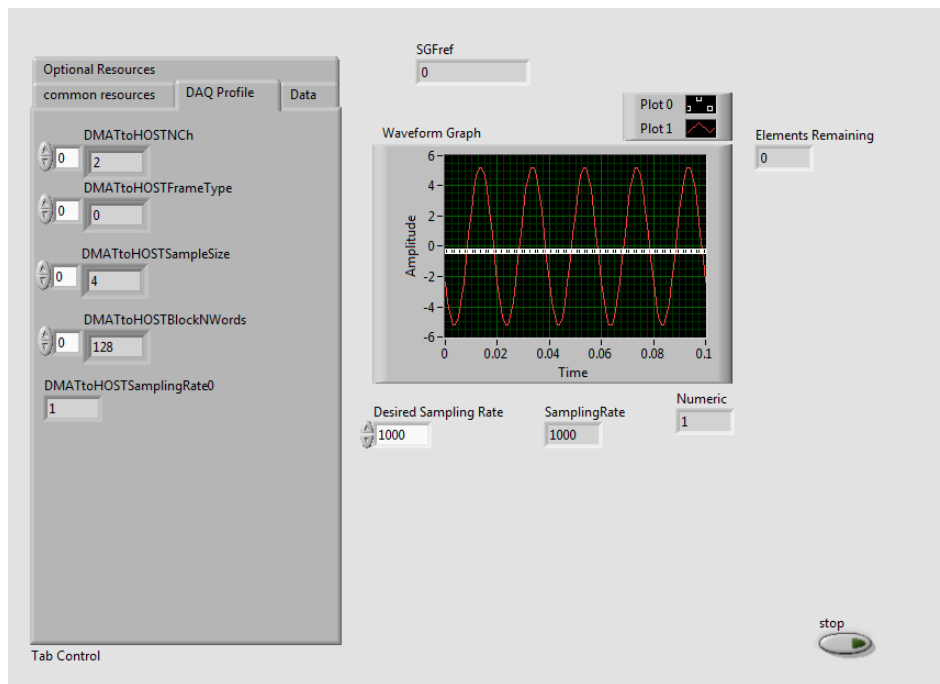 Optional Resources
common resources
DAQ Profile
Data
DMATtoHOSTNCh
0
2
DMATtoHOSTFrameType
0
0
DMATtoHOSTSampleSize
0
4
DMATtoHOSTBlockNWords
0
128
DMATtoHOSTSamplingRate0
1
Tab Control
SGFref
0
Plot 0
Plot 1
Waveform Graph
Amplitude
6
4
2
0
-2
-4
-6
0 0.02 0.04 0.06 0.08 0.1
Time
Elements Remaining
0
Desired Sampling Rate
1000
SamplingRate
1000
Numeric
1
stop